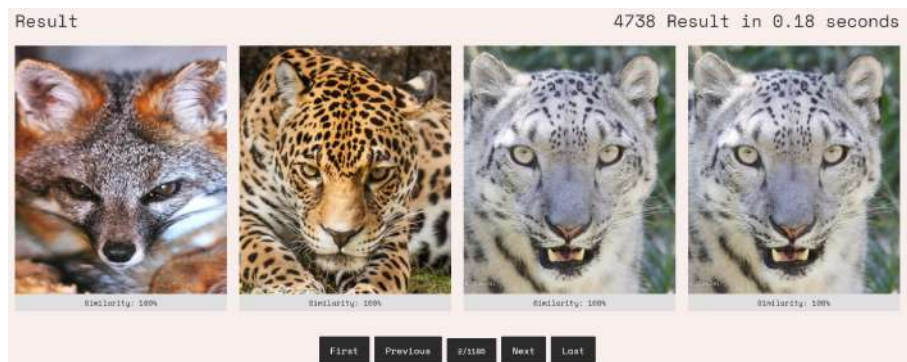 Result
4738 Result in 0.18 seconds
Similarity: 100%
Similarity: 100%
Similarity: 100%
Similarity: 100%
First
Previous
2/1185
Next
Last